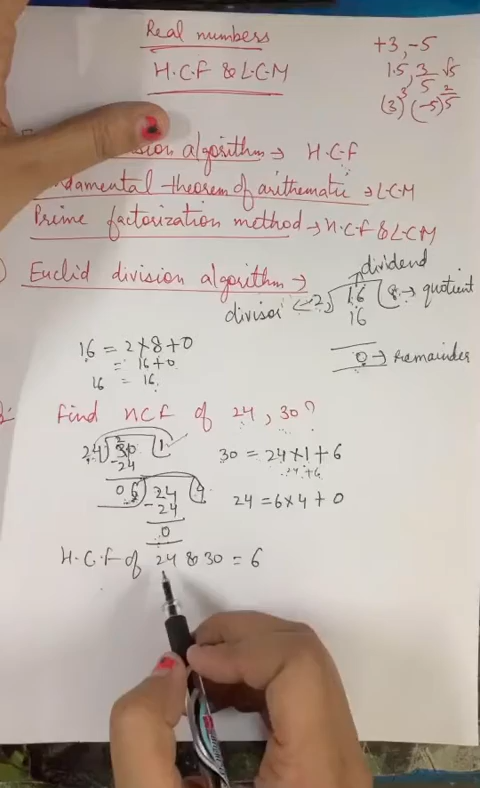 Real numbers
H.C.F & L.C.M
+3, -5
1.5, 3/5, √5
(3)³ (-5)^2/5
algorithm → H.C.F
theorem of arithematic → L.C.M
Prime factorization method → H.C.F & L.C.M
Euclid division algorithm →
dividend
divisor ← 2) 16 (8 → quotient
16
0 → remainder
16 = 2×8+0
= 16+0
16 = 16
Find HCF of 24, 30?
24) 30 (1
-24
06) 24 (4
-24
0
30 = 24×1+6
24+6
24 = 6×4+0
H.C.F of 24 & 30 = 6